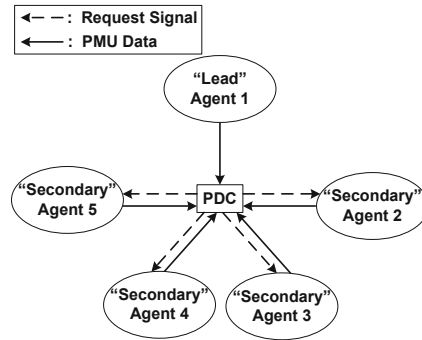 : Request Signal
: PMU Data
“Lead”
Agent 1
“Secondary”
Agent 5
PDC
“Secondary”
Agent 2
“Secondary”
Agent 4
“Secondary”
Agent 3